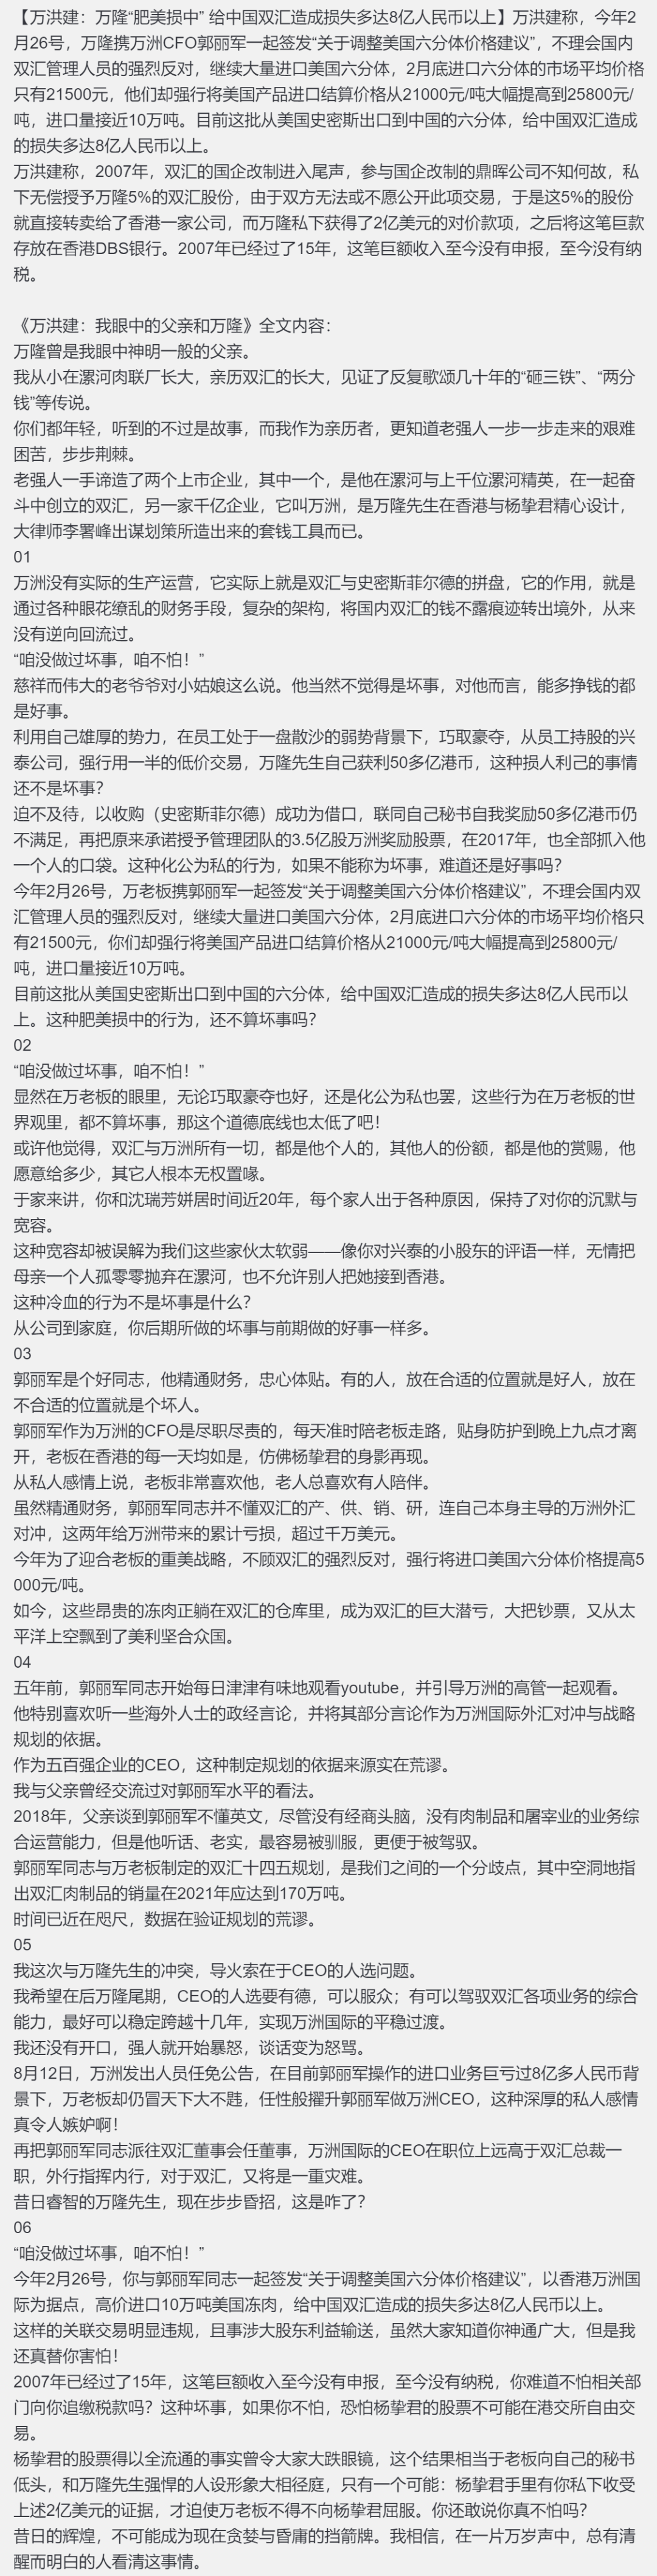 【万洪建：万隆“肥美损中” 给中国双汇造成损失多达8亿人民币以上】万洪建称，今年2
月26号，万隆携万洲CFO郭丽军一起签发“关于调整美国六分体价格建议”，不理会国内
双汇管理人员的强烈反对，继续大量进口美国六分体，2月底进口六分体的市场平均价格
只有21500元，他们却强行将美国产品进口结算价格从21000元/吨大幅提高到25800元/
吨，进口量接近10万吨。目前这批从美国史密斯出口到中国的六分体，给中国双汇造成
的损失多达8亿人民币以上。
万洪建称，2007年，双汇的国企改制进入尾声，参与国企改制的鼎晖公司不知何故，私
下无偿授予万隆5%的双汇股份，由于双方无法或不愿公开此项交易，于是这5%的股份
就直接转卖给了香港一家公司，而万隆私下获得了2亿美元的对价款项，之后将这笔巨款
存放在香港DBS银行。2007年已经过了15年，这笔巨额收入至今没有申报，至今没有纳
税。
《万洪建：我眼中的父亲和万隆》全文内容：
万隆曾是我眼中神明一般的父亲。
我从小在漯河肉联厂长大，亲历双汇的长大，见证了反复歌颂几十年的“砸三铁”、“两分
钱”等传说。
你们都年轻，听到的不过是故事，而我作为亲历者，更知道老强人一步一步走来的艰难
困苦，步步荆棘。
老强人一手谛造了两个上市企业，其中一个，是他在漯河与上千位漯河精英，在一起奋
斗中创立的双汇，另一家千亿企业，它叫万洲，是万隆先生在香港与杨挚君精心设计，
大律师李罯峰出谋划策所造出来的套钱工具而已。
01
万洲没有实际的生产运营，它实际上就是双汇与史密斯菲尔德的拼盘，它的作用，就是
通过各种眼花缭乱的财务手段，复杂的架构，将国内双汇的钱不露痕迹转出境外，从来
没有逆向回流过。
“咱没做过坏事，咱不怕！”
慈祥而伟大的老爷爷对小姑娘这么说。他当然不觉得是坏事，对他而言，能多挣钱的都
是好事。
利用自己雄厚的势力，在员工处于一盘散沙的弱势背景下，巧取豪夺，从员工持股的兴
泰公司，强行用一半的低价交易，万隆先生自己获利50多亿港币，这种损人利己的事情
还不是坏事？
迫不及待，以收购（史密斯菲尔德）成功为借口，联同自己秘书自我奖励50多亿港币仍
不满足，再把原来承诺授予管理团队的3.5亿股万洲奖励股票，在2017年，也全部抓入他
一个人的口袋。这种化公为私的行为，如果不能称为坏事，难道还是好事吗？
今年2月26号，万老板携郭丽军一起签发“关于调整美国六分体价格建议”，不理会国内双
汇管理人员的强烈反对，继续大量进口美国六分体，2月底进口六分体的市场平均价格只
有21500元，你们却强行将美国产品进口结算价格从21000元/吨大幅提高到25800元/
吨，进口量接近10万吨。
目前这批从美国史密斯出口到中国的六分体，给中国双汇造成的损失多达8亿人民币以
上。这种肥美损中的行为，还不算坏事吗？
02
“咱没做过坏事，咱不怕！”
显然在万老板的眼里，无论巧取豪夺也好，还是化公为私也罢，这些行为在万老板的世
界观里，都不算坏事，那这个道德底线也太低了吧！
或许他觉得，双汇与万洲所有一切，都是他个人的，其他人的份额，都是他的赏赐，他
愿意给多少，其它人根本无权置喙。
于家来讲，你和沈瑞芳姘居时间近20年，每个家人出于各种原因，保持了对你的沉默与
宽容。
这种宽容却被误解为我们这些家伙太软弱——像你对兴泰的小股东的评语一样，无情把
母亲一个人孤零零抛弃在漯河，也不允许别人把她接到香港。
这种冷血的行为不是坏事是什么？
从公司到家庭，你后期所做的坏事与前期做的好事一样多。
03
郭丽军是个好同志，他精通财务，忠心体贴。有的人，放在合适的位置就是好人，放在
不合适的位置就是个坏人。
郭丽军作为万洲的CFO是尽职尽责的，每天准时陪老板走路，贴身防护到晚上九点才离
开，老板在香港的每一天均如是，仿佛杨挚君的身影再现。
从私人感情上说，老板非常喜欢他，老人总喜欢有人陪伴。
虽然精通财务，郭丽军同志并不懂双汇的产、供、销、研，连自己本身主导的万洲外汇
对冲，这两年给万洲带来的累计亏损，超过千万美元。
今年为了迎合老板的重美战略，不顾双汇的强烈反对，强行将进口美国六分体价格提高5
000元/吨。
如今，这些昂贵的冻肉正躺在双汇的仓库里，成为双汇的巨大潜亏，大把钞票，又从太
平洋上空飘到了美利坚合众国。
04
五年前，郭丽军同志开始每日津津有味地观看youtube，并引导万洲的高管一起观看。
他特别喜欢听一些海外人士的政经言论，并将其部分言论作为万洲国际外汇对冲与战略
规划的依据。
作为五百强企业的CEO，这种制定规划的依据来源实在荒谬。
我与父亲曾经交流过对郭丽军水平的看法。
2018年，父亲谈到郭丽军不懂英文，尽管没有经商头脑，没有肉制品和屠宰业的业务综
合运营能力，但是他听话、老实，最容易被驯服，更便于被驾驭。
郭丽军同志与万老板制定的双汇十四五规划，是我们之间的一个分歧点，其中空洞地指
出双汇肉制品的销量在2021年应达到170万吨。
时间已近在咫尺，数据在验证规划的荒谬。
05
我这次与万隆先生的冲突，导火索在于CEO的人选问题。
我希望在后万隆尾期，CEO的人选要有德，可以服众；有可以驾驭双汇各项业务的综合
能力，最好可以稳定跨越十几年，实现万洲国际的平稳过渡。
我还没有开口，强人就开始暴怒，谈话变为怒骂。
8月12日，万洲发出人员任免公告，在目前郭丽军操作的进口业务巨亏过8亿多人民币背
景下，万老板却仍冒天下大不韪，任性般擢升郭丽军做万洲CEO，这种深厚的私人感情
真令人嫉妒啊！
再把郭丽军同志派往双汇董事会任董事，万洲国际的CEO在职位上远高于双汇总裁一
职，外行指挥内行，对于双汇，又将是一重灾难。
昔日睿智的万隆先生，现在步步昏招，这是咋了？
06
“咱没做过坏事，咱不怕！”
今年2月26号，你与郭丽军同志一起签发“关于调整美国六分体价格建议”，以香港万洲国
际为据点，高价进口10万吨美国冻肉，给中国双汇造成的损失多达8亿人民币以上。
这样的关联交易明显违规，且事涉大股东利益输送，虽然大家知道你神通广大，但是我
还真替你害怕！
2007年已经过了15年，这笔巨额收入至今没有申报，至今没有纳税，你难道不怕相关部
门向你追缴税款吗？这种坏事，如果你不怕，恐怕杨挚君的股票不可能在港交所自由交
易。
杨挚君的股票得以全流通的事实曾令大家大跌眼镜，这个结果相当于老板向自己的秘书
低头，和万隆先生强悍的人设形象大相径庭，只有一个可能：杨挚君手里有你私下收受
上述2亿美元的证据，才迫使万老板不得不向杨挚君屈服。你还敢说你真不怕吗？
昔日的辉煌，不可能成为现在贪婪与昏庸的挡箭牌。我相信，在一片万岁声中，总有清
醒而明白的人看清这事情。